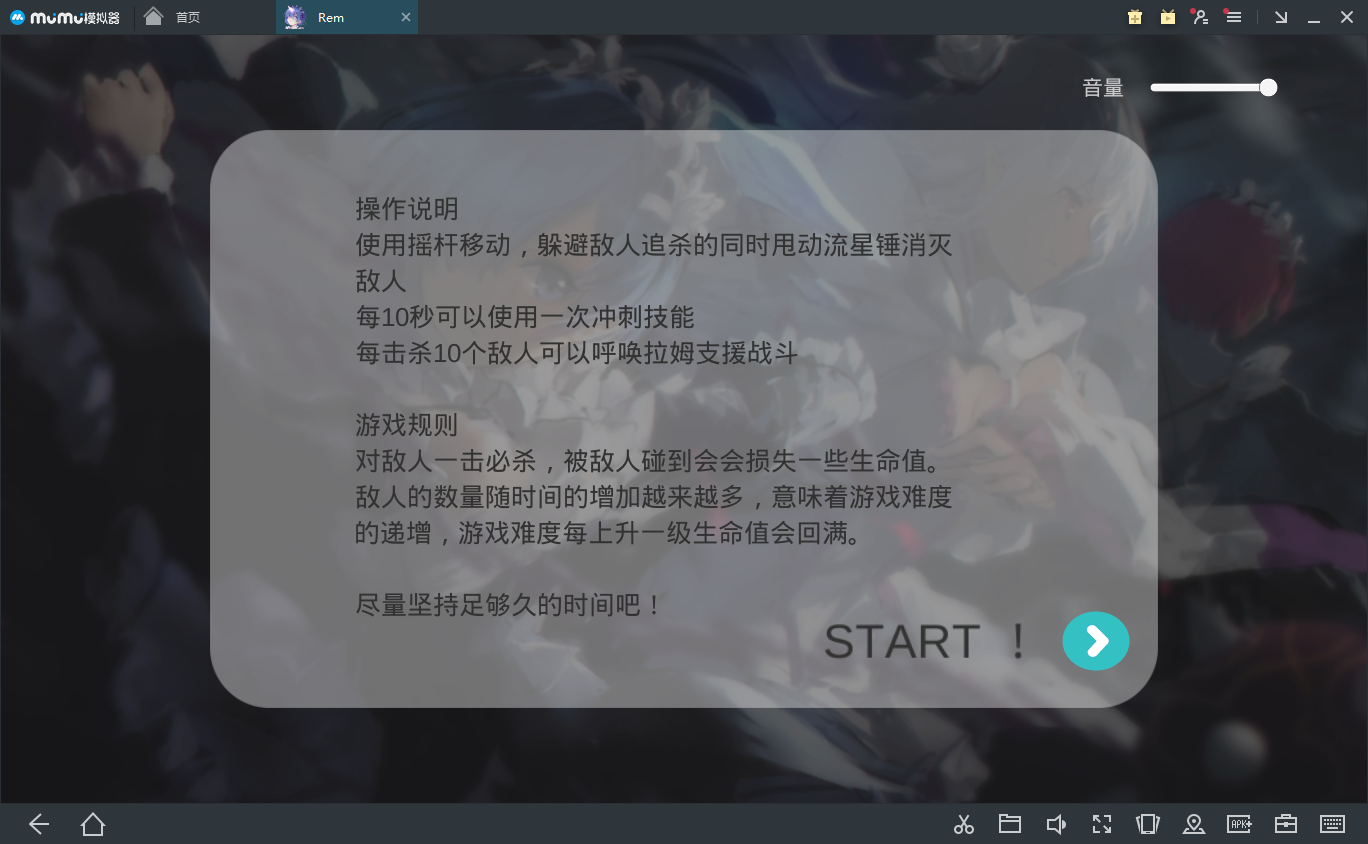 MuMu模拟器
首页
Rem
音量
操作说明
使用摇杆移动，躲避敌人追杀的同时甩动流星锤消灭
敌人
每10秒可以使用一次冲刺技能
每击杀10个敌人可以呼唤拉姆支援战斗
游戏规则
对敌人一击必杀，被敌人碰到会会损失一些生命值。
敌人的数量随时间的增加越来越多，意味着游戏难度
的递增，游戏难度每上升一级生命值会回满。
尽量坚持足够久的时间吧！
START ！
APK+